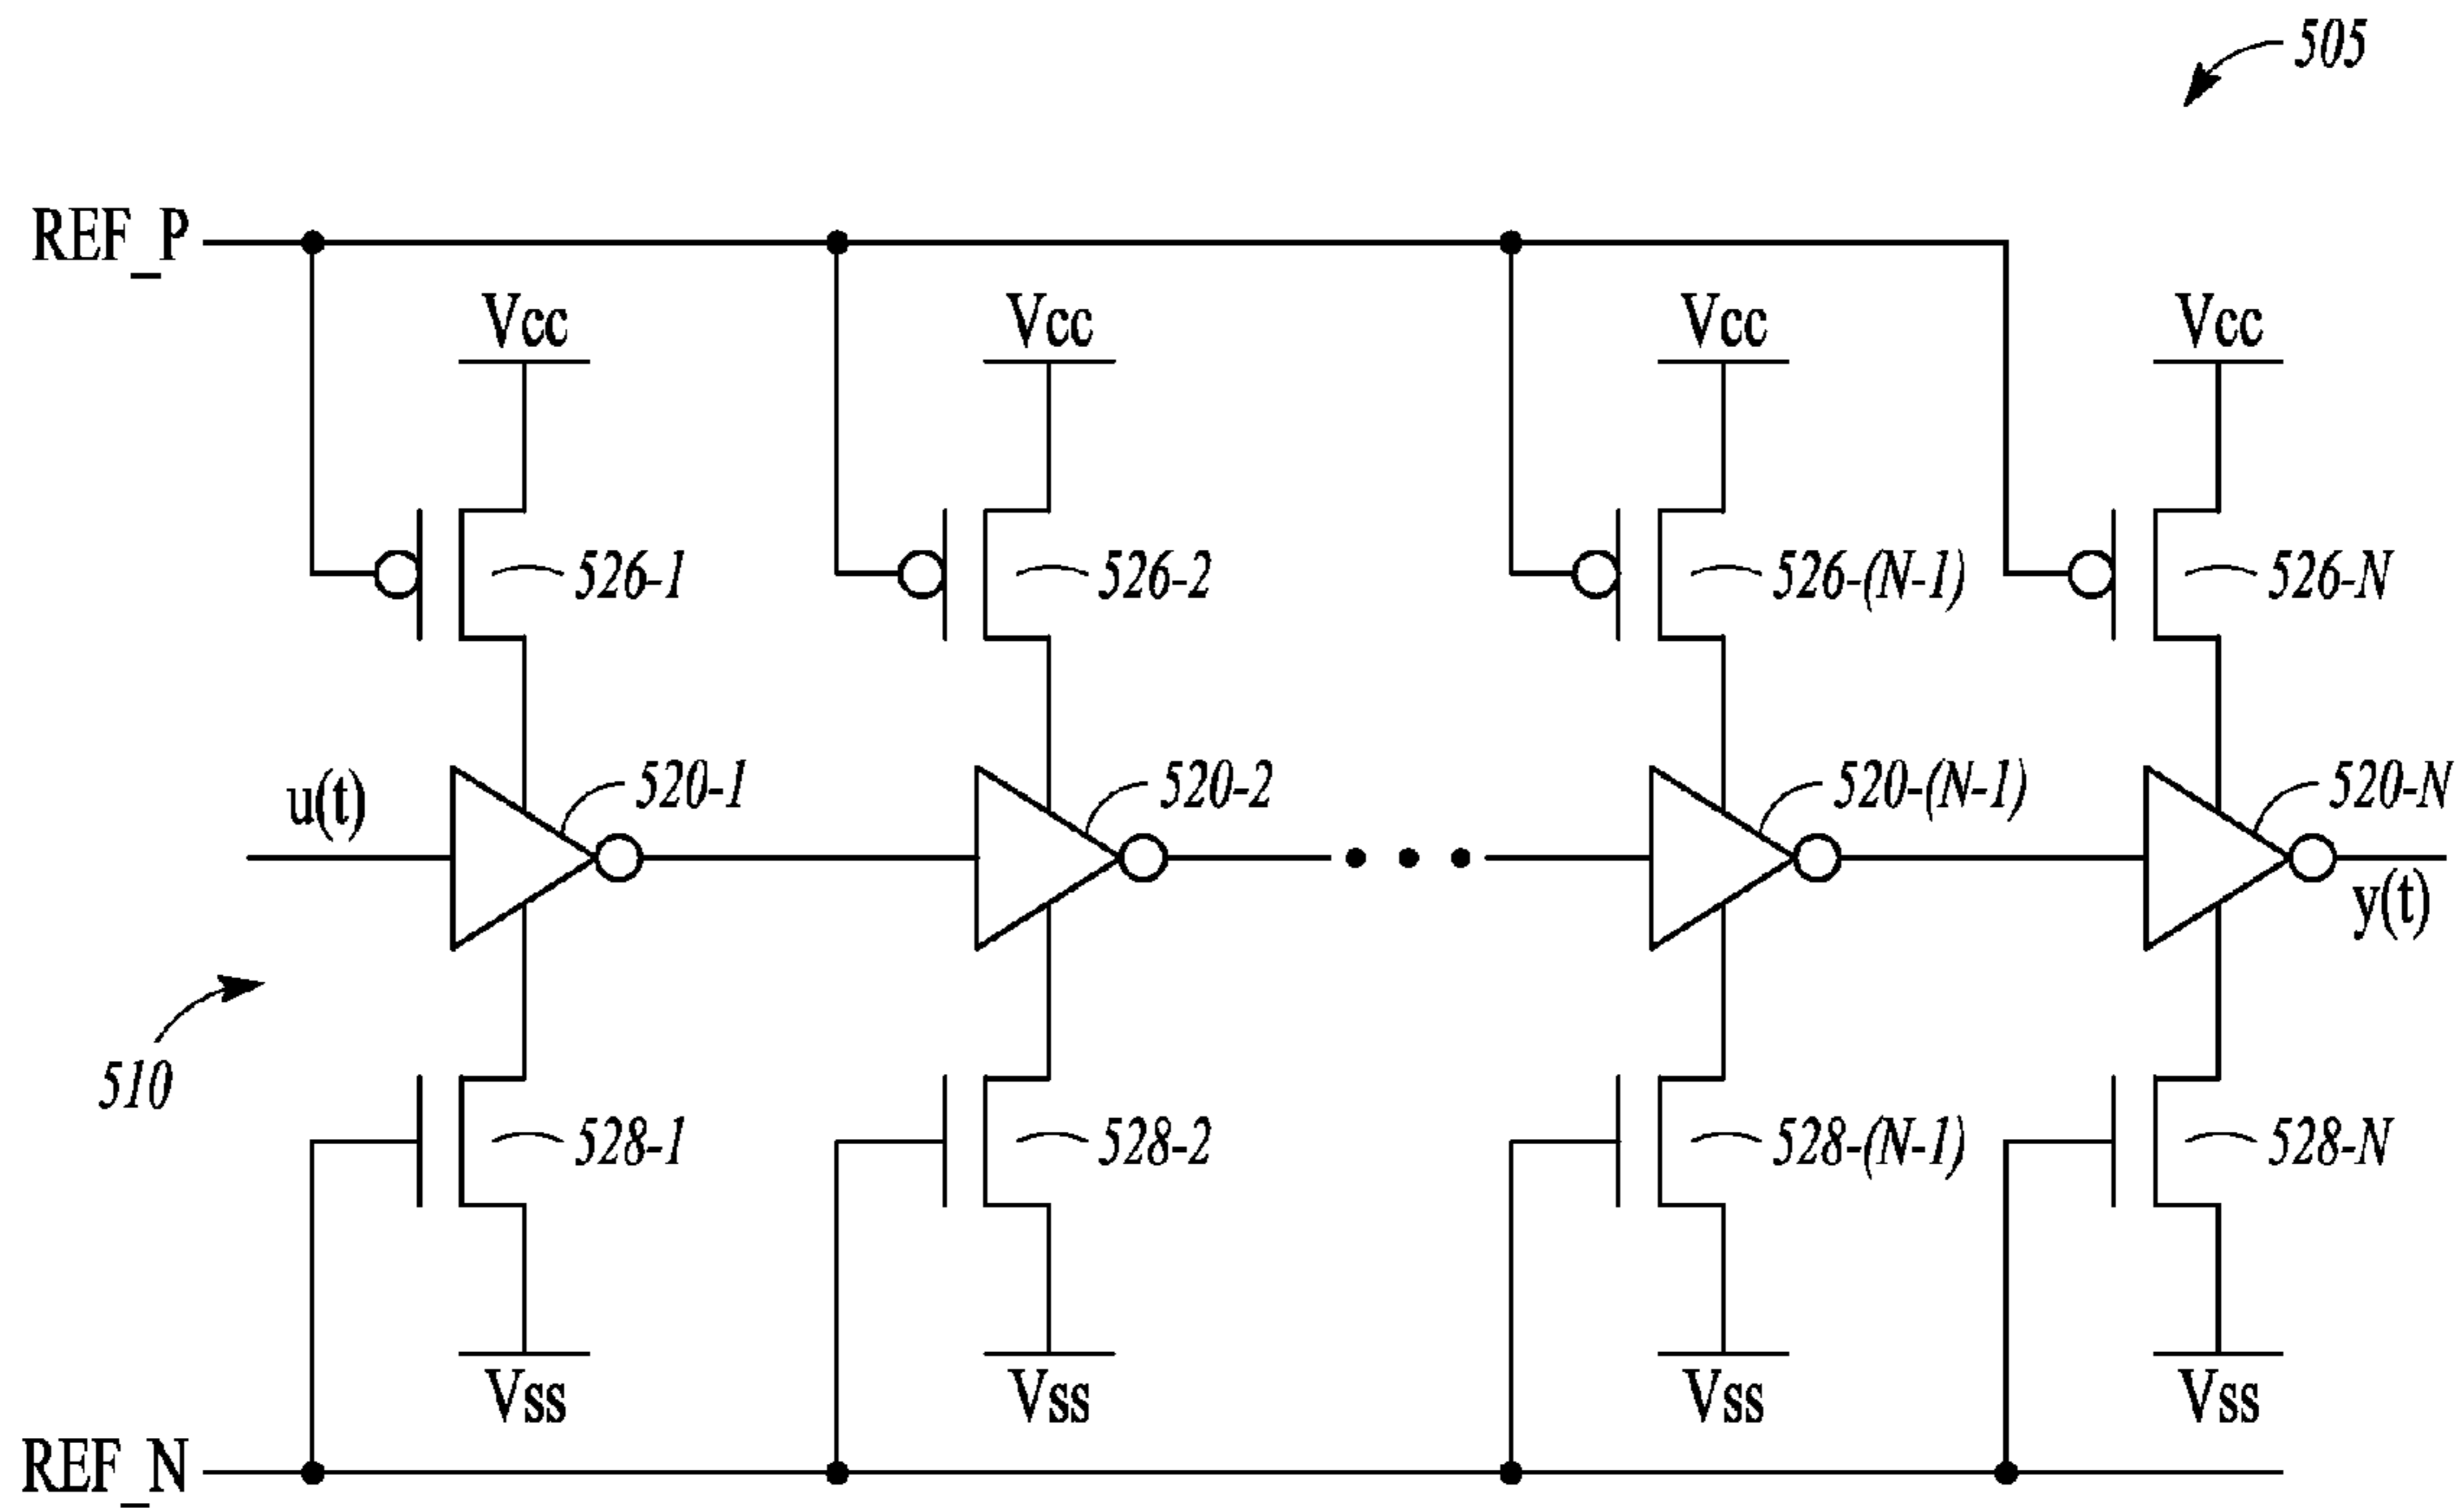 505
REF_P
Vcc Vcc Vcc Vcc
526-1 526-2 526-(N-1) 526-N
u(t) 520-1 520-2 520-(N-1) 520-N
y(t)
510
528-1 528-2 528-(N-1) 528-N
Vss Vss Vss Vss
REF_N